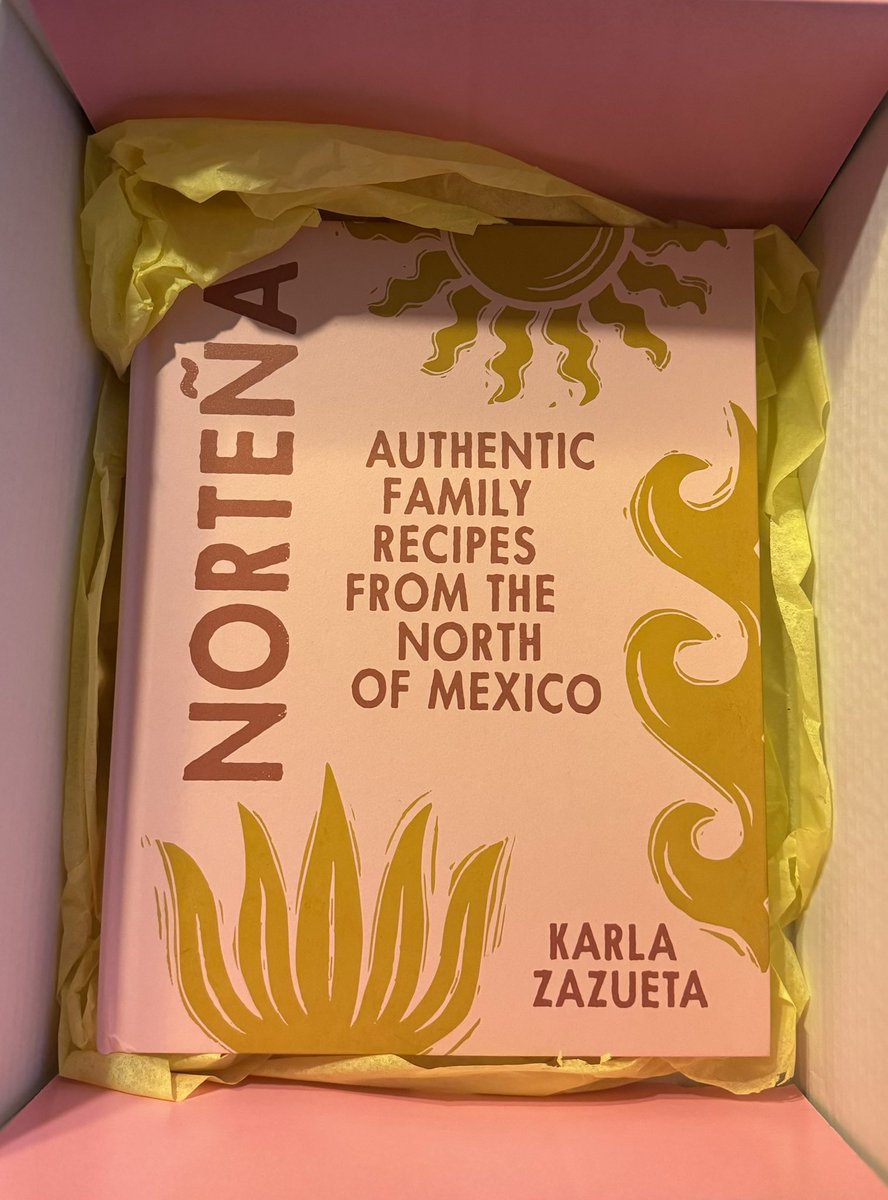 NORTEÑA
AUTHENTIC
FAMILY
RECIPES
FROM THE
NORTH
OF MEXICO
KARLA
ZAZUETA